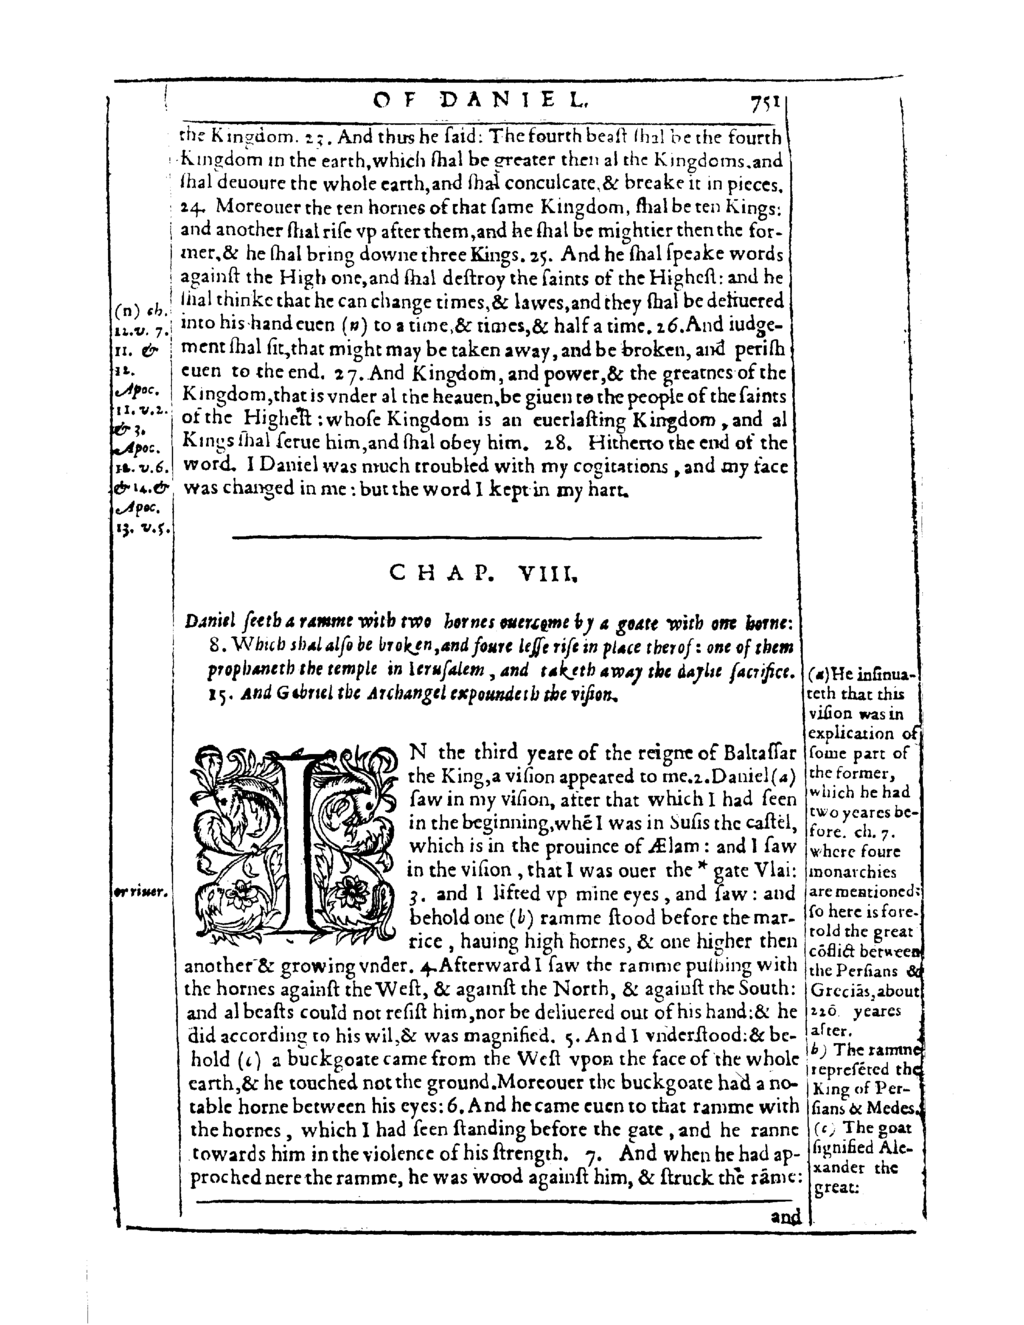 OF DANIEL. 751
the Kingdom. 23. And thus he ſaid: The fourth beaſt ſhal be the fourth
Kingdom in the earth, which ſhal be greater then al the Kingdoms, and
ſhal deuoure the whole earth, and ſhal conculcate, & breake it in pieces.
24. Moreouer the ten hornes of that ſame Kingdom, ſhal be ten Kings:
and another ſhal riſe vp after them, and he ſhal be mightier then the for-
mer, & he ſhal bring downe three Kings. 25. And he ſhal ſpeake words
againſt the High one, and ſhal deſtroy the ſaints of the Higheſt: and he
ſhal thinke that he can change times, & lawes, and they ſhal be deliuered
into his hand euen (n) to a time, & times, & half a time. 26. And iudge-
ment ſhal ſit, that might may be taken away, and be broken, and periſh
euen to the end. 27. And Kingdom, and power, & the greatnes of the
Kingdom, that is vnder al the heauen, be giuen to the people of the ſaints
of the Higheſt: whoſe Kingdom is an euerlaſting Kingdom, and al
Kings ſhal ſerue him, and ſhal obey him. 28. Hitherto the end of the
word. I Daniel was much troubled with my cogitations, and my face
was changed in me: but the word I kept in my hart.
(n) ch.
12. v. 7.
11. &
12.
Apoc.
11. v. 2.
& 3.
Apoc.
12. v. 6.
& 14. &
Apoc.
13. v. 5.
CHAP. VIII.
Daniel ſeeth a ramme with two hornes ouercome by a goate with one horne:
8. Which shal alſo be broken, and foure leſſe riſe in place therof: one of them
prophaneth the temple in Ieruſalem, and taketh away the daylie ſacrifice.
15. And Gabriel the Archangel expoundeth the viſion.
IN the third yeare of the reigne of Baltaſſar
the King, a viſion appeared to me. 2. Daniel (a)
ſaw in my viſion, after that which I had ſeen
in the beginning, whē I was in Suſis the caſtel,
which is in the prouince of Ælam: and I ſaw
in the viſion, that I was ouer the * gate Vlai:
3. and I lifted vp mine eyes, and ſaw: and
behold one (b) ramme ſtood before the mar-
rice, hauing high hornes, & one higher then
another & growing vnder. 4. Afterward I ſaw the ramme puſhing with
the hornes againſt the Weſt, & againſt the North, & againſt the South:
and al beaſts could not reſiſt him, nor be deliuered out of his hand: & he
did according to his wil, & was magnified. 5. And I vnderſtood: & be-
hold (c) a buckgoate came from the Weſt vpon the face of the whole
earth, & he touched not the ground. Moreouer the buckgoate had a no-
table horne between his eyes: 6. And he came euen to that ramme with
the hornes, which I had ſeen ſtanding before the gate, and he ranne
towards him in the violence of his ſtrength. 7. And when he had ap-
proched nere the ramme, he was wood againſt him, & ſtruck the rāme:
and
or riuer.
(a) He inſinua-
teth that this
viſion was in
explication of
ſome part of
the former,
which he had
two yeares be-
fore. ch. 7.
where foure
monarchies
are mentioned:
ſo here is fore-
told the great
cōflict between
the Perſians &
Greciās, about
220 yeares
after.
(b) The ramme
repreſēted the
King of Per-
ſians & Medes.
(c) The goat
ſignified Ale-
xander the
great: